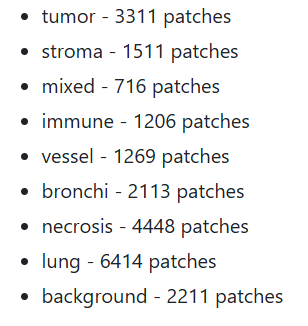 • tumor - 3311 patches
• stroma - 1511 patches
• mixed - 716 patches
• immune - 1206 patches
• vessel - 1269 patches
• bronchi - 2113 patches
• necrosis - 4448 patches
• lung - 6414 patches
• background - 2211 patches